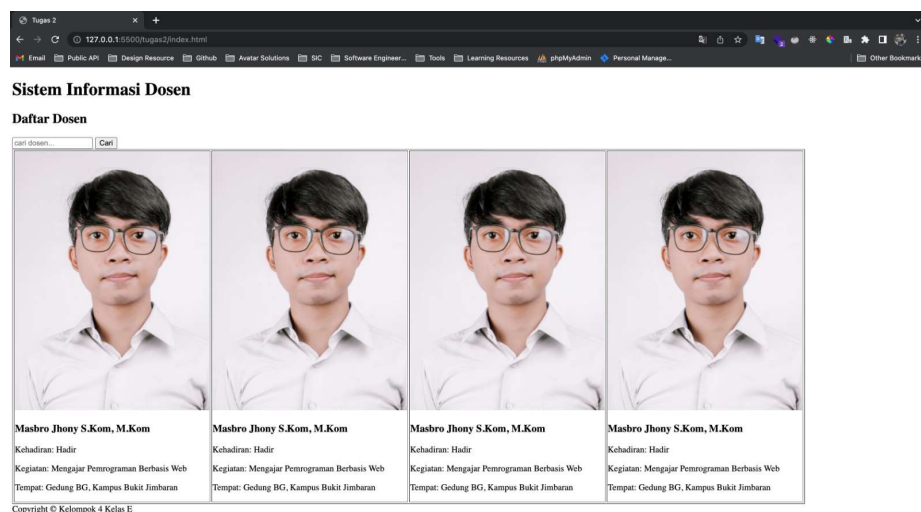 Tugas 2
127.0.0.1:5500/tugas2/index.html
Email Public API Design Resource Github Avatar Solutions SIC Software Engineer... Tools Learning Resources phpMyAdmin Personal Manage... Other Bookmark
Sistem Informasi Dosen
Daftar Dosen
cari dosen... Cari
Masbro Jhony S.Kom, M.Kom Masbro Jhony S.Kom, M.Kom Masbro Jhony S.Kom, M.Kom Masbro Jhony S.Kom, M.Kom
Kehadiran: Hadir Kehadiran: Hadir Kehadiran: Hadir Kehadiran: Hadir
Kegiatan: Mengajar Pemrograman Berbasis Web Kegiatan: Mengajar Pemrograman Berbasis Web Kegiatan: Mengajar Pemrograman Berbasis Web Kegiatan: Mengajar Pemrograman Berbasis Web
Tempat: Gedung BG, Kampus Bukit Jimbaran Tempat: Gedung BG, Kampus Bukit Jimbaran Tempat: Gedung BG, Kampus Bukit Jimbaran Tempat: Gedung BG, Kampus Bukit Jimbaran
Copyright © Kelompok 4 Kelas E